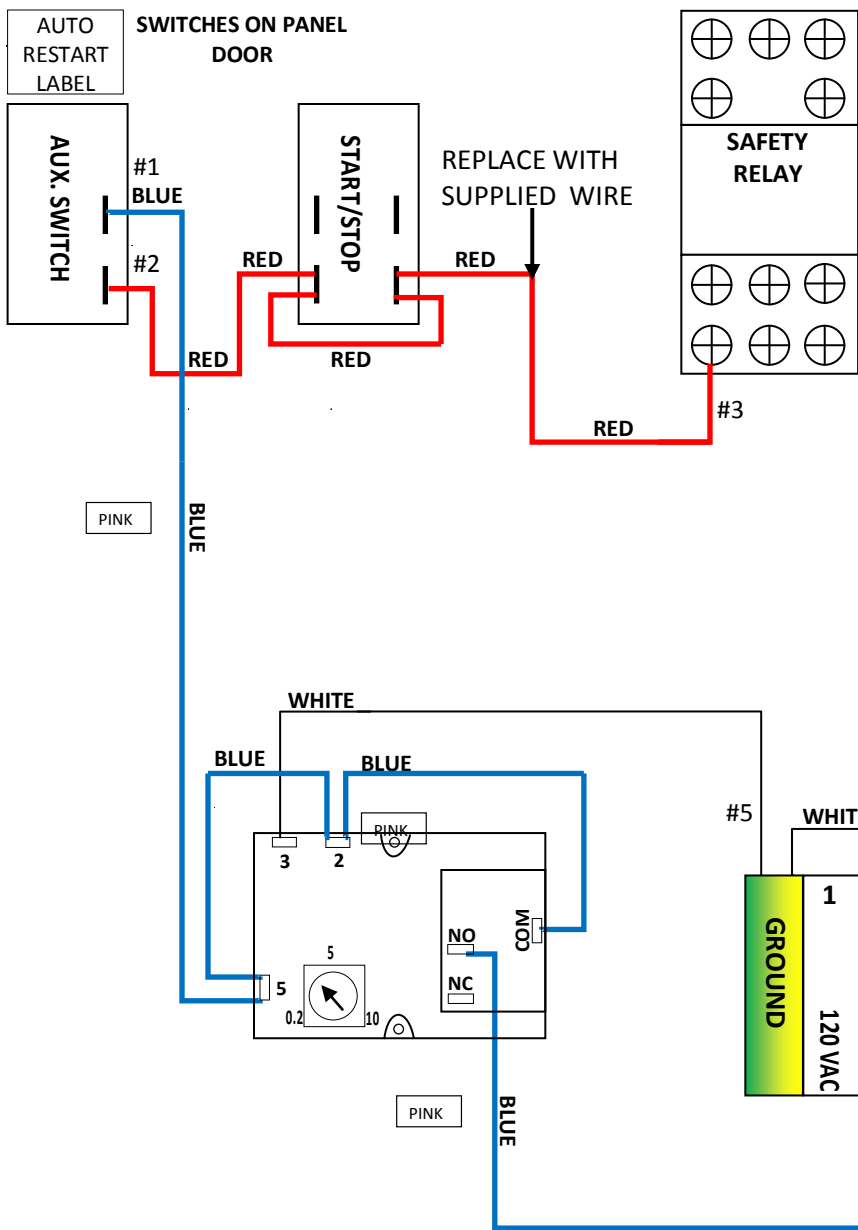 AUTO
RESTART
LABEL
SWITCHES ON PANEL
DOOR
AUX. SWITCH
#1
BLUE
#2
RED
START/STOP
RED
RED
RED
REPLACE WITH
SUPPLIED WIRE
SAFETY
RELAY
#3
RED
PINK
BLUE
WHITE
BLUE
BLUE
PINK
3
2
#5
WHIT
NO
COM
NC
5
5
0.2
10
GROUND
1
120 VAC
PINK
BLUE